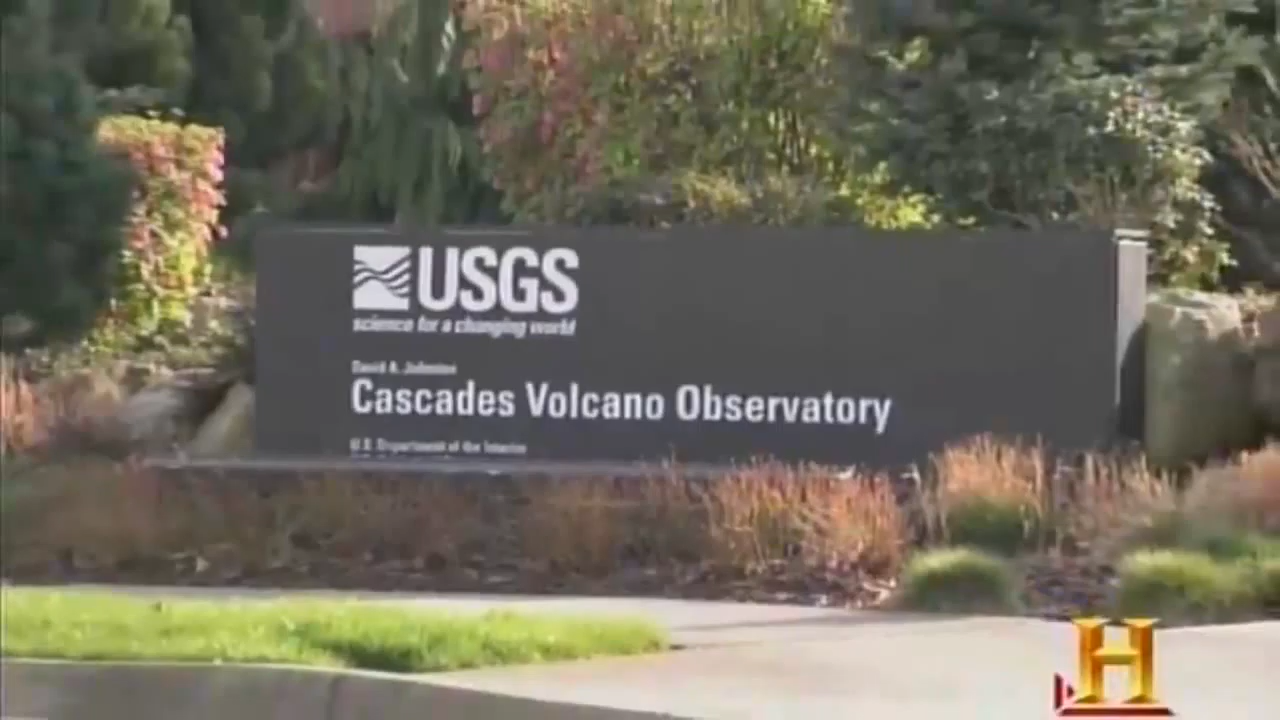 USGS
science for a changing world
David A. Johnston
Cascades Volcano Observatory
U.S. Department of the Interior
H